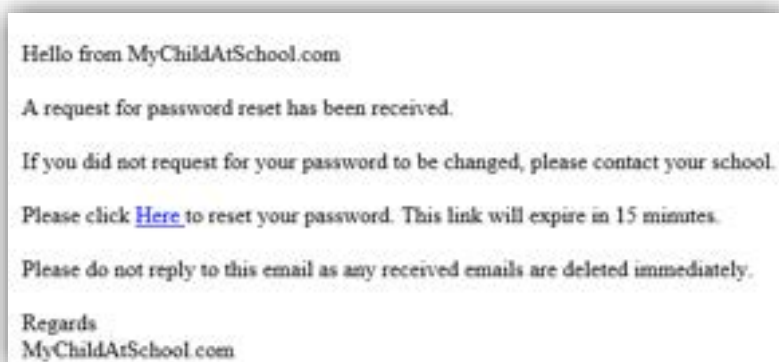 Hello from MyChildAtSchool.com
A request for password reset has been received.
If you did not request for your password to be changed, please contact your school.
Please click Here to reset your password. This link will expire in 15 minutes.
Please do not reply to this email as any received emails are deleted immediately.
Regards
MyChildAtSchool.com